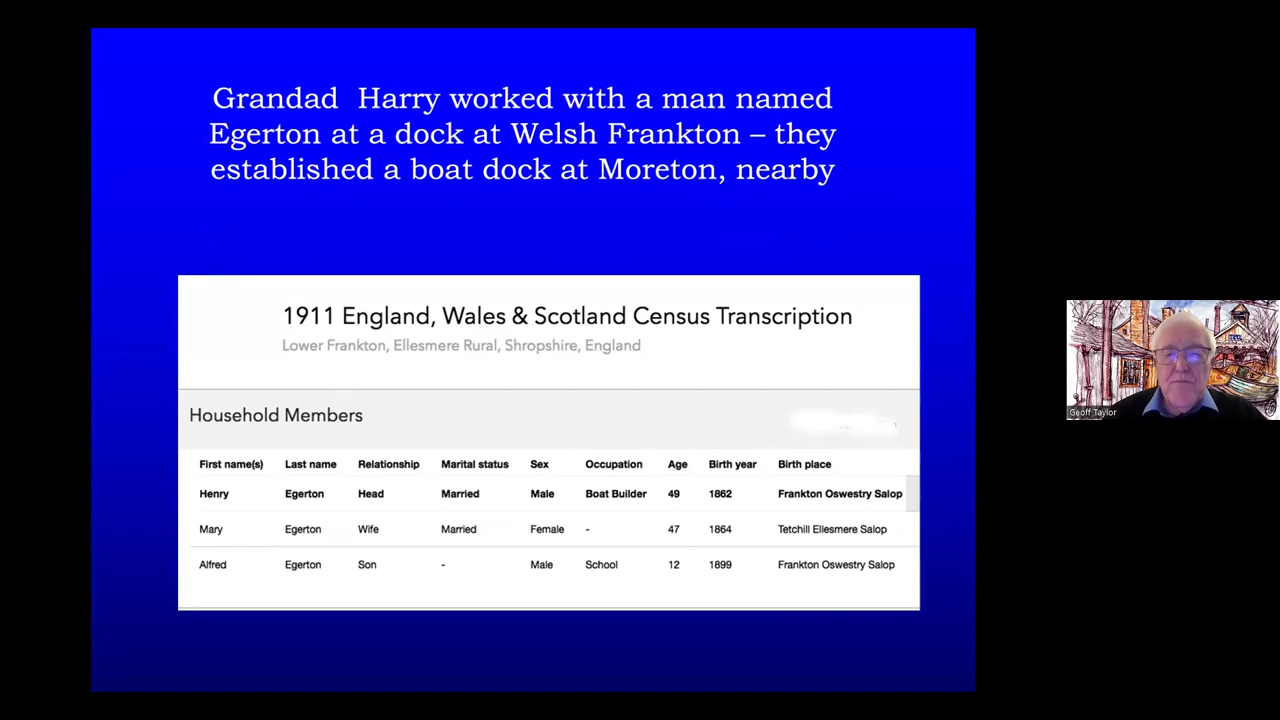 Grandad  Harry worked with a man named
Egerton at a dock at Welsh Frankton – they
established a boat dock at Moreton, nearby
1911 England, Wales & Scotland Census Transcription
Lower Frankton, Ellesmere Rural, Shropshire, England
Household Members
First name(s) Last name Relationship Marital status Sex Occupation Age Birth year Birth place
Henry Egerton Head Married Male Boat Builder 49 1862 Frankton Oswestry Salop
Mary Egerton Wife Married Female - 47 1864 Tetchill Ellesmere Salop
Alfred Egerton Son - Male School 12 1899 Frankton Oswestry Salop
Geoff Taylor